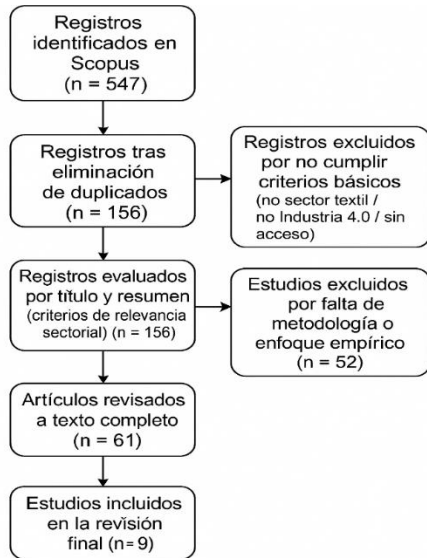 Registros
identificados en
Scopus
(n = 547)
Registros tras
eliminación
de duplicados
(n = 156)
Registros excluidos
por no cumplir
criterios básicos
(no sector textil /
no Industria 4.0 / sin
acceso)
Registros evaluados
por título y resumen
(criterios de relevancia
sectorial) (n = 156)
Estudios excluidos
por falta de
metodología o
enfoque empírico
(n = 52)
Artículos revisados
a texto completo
(n = 61)
Estudios incluidos
en la revisión
final (n = 9)